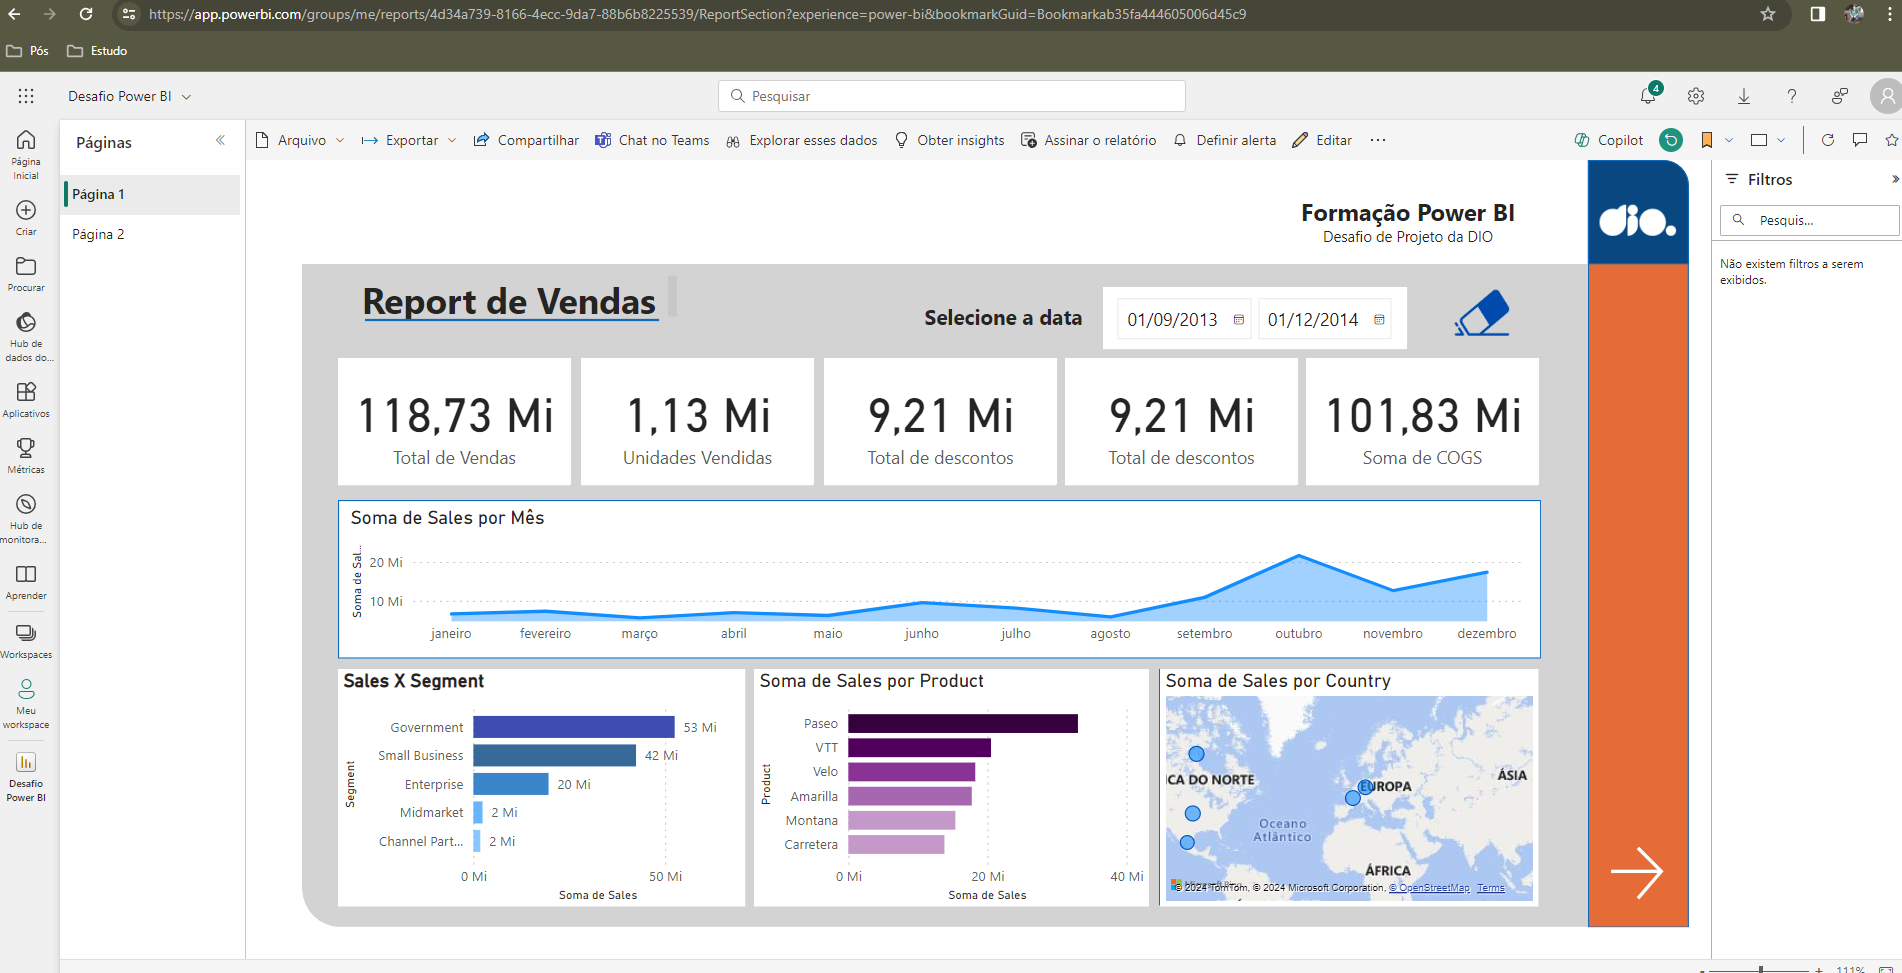 https://app.powerbi.com/groups/me/reports/4d34a739-8166-4ecc-9da7-88b6b8225539/ReportSection?experience=power-bi&bookmarkGuid=Bookmarkab35fa444605006d45c9
Pós
Estudo
Desafio Power BI
Pesquisar
4
Página
Inicial
Criar
Procurar
Hub de
dados do...
Aplicativos
Métricas
Hub de
monitora...
Aprender
Workspaces
Meu
workspace
Desafio
Power BI
Páginas
Página 1
Página 2
Arquivo
Exportar
Compartilhar
Chat no Teams
Explorar esses dados
Obter insights
Assinar o relatório
Definir alerta
Editar
Copilot
Filtros
Pesquis...
Não existem filtros a serem
exibidos.
Formação Power BI
Desafio de Projeto da DIO
dio.
Report de Vendas
Selecione a data
01/09/2013
01/12/2014
118,73 Mi
Total de Vendas
1,13 Mi
Unidades Vendidas
9,21 Mi
Total de descontos
9,21 Mi
Total de descontos
101,83 Mi
Soma de COGS
Soma de Sales por Mês
Soma de Sal...
20 Mi
10 Mi
janeiro
fevereiro
março
abril
maio
junho
julho
agosto
setembro
outubro
novembro
dezembro
Sales X Segment
Segment
Government
53 Mi
Small Business
42 Mi
Enterprise
20 Mi
Midmarket
2 Mi
Channel Part...
2 Mi
0 Mi
50 Mi
Soma de Sales
Soma de Sales por Product
Product
Paseo
VTT
Velo
Amarilla
Montana
Carretera
0 Mi
20 Mi
40 Mi
Soma de Sales
Soma de Sales por Country
ICA DO NORTE
EUROPA
ÁSIA
Oceano
Atlântico
ÁFRICA
© 2024 TomTom, © 2024 Microsoft Corporation, © OpenStreetMap Terms
111%